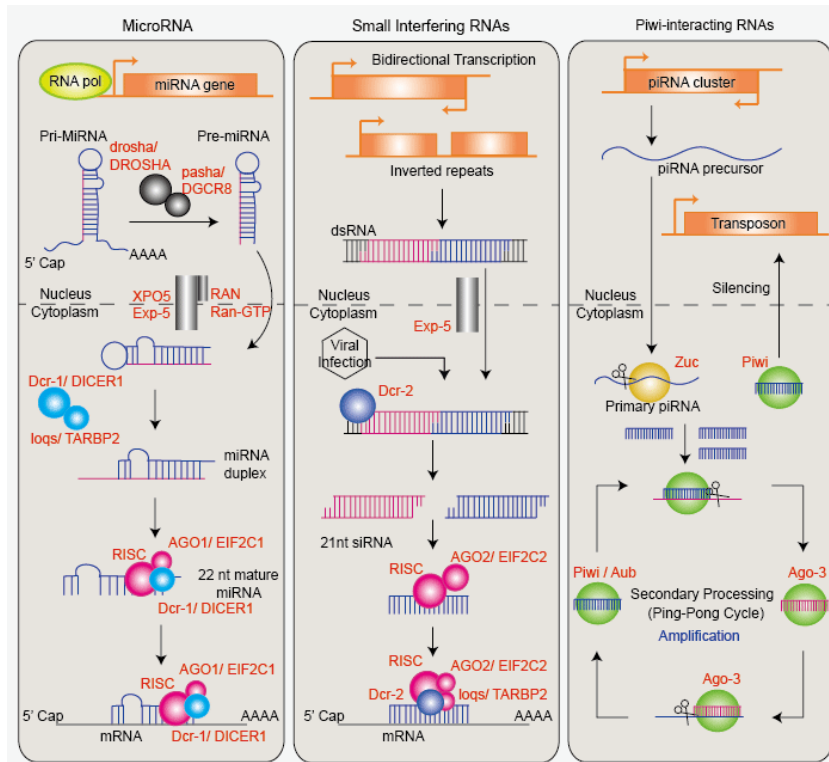 MicroRNA
RNA pol
miRNA gene
Pri-MiRNA
drosha/
DROSHA
Pre-miRNA
pasha/
DGCR8
5' Cap
AAAA
Nucleus
Cytoplasm
XPO5
Exp-5
RAN
Ran-GTP
Dcr-1/ DICER1
loqs/ TARBP2
miRNA
duplex
RISC
AGO1/ EIF2C1
22 nt mature
miRNA
Dcr-1/ DICER1
AGO1/ EIF2C1
RISC
5' Cap
AAAA
mRNA
Dcr-1/ DICER1
Small Interfering RNAs
Bidirectional Transcription
Inverted repeats
dsRNA
Nucleus
Cytoplasm
Exp-5
Viral
Infection
Dcr-2
21nt siRNA
AGO2/ EIF2C2
RISC
RISC
AGO2/ EIF2C2
Dcr-2
loqs/ TARBP2
5' Cap
AAAA
mRNA
Piwi-interacting RNAs
piRNA cluster
piRNA precursor
Transposon
Silencing
Nucleus
Cytoplasm
Zuc
Piwi
Primary piRNA
Piwi / Aub
Ago-3
Secondary Processing
(Ping-Pong Cycle)
Amplification
Ago-3